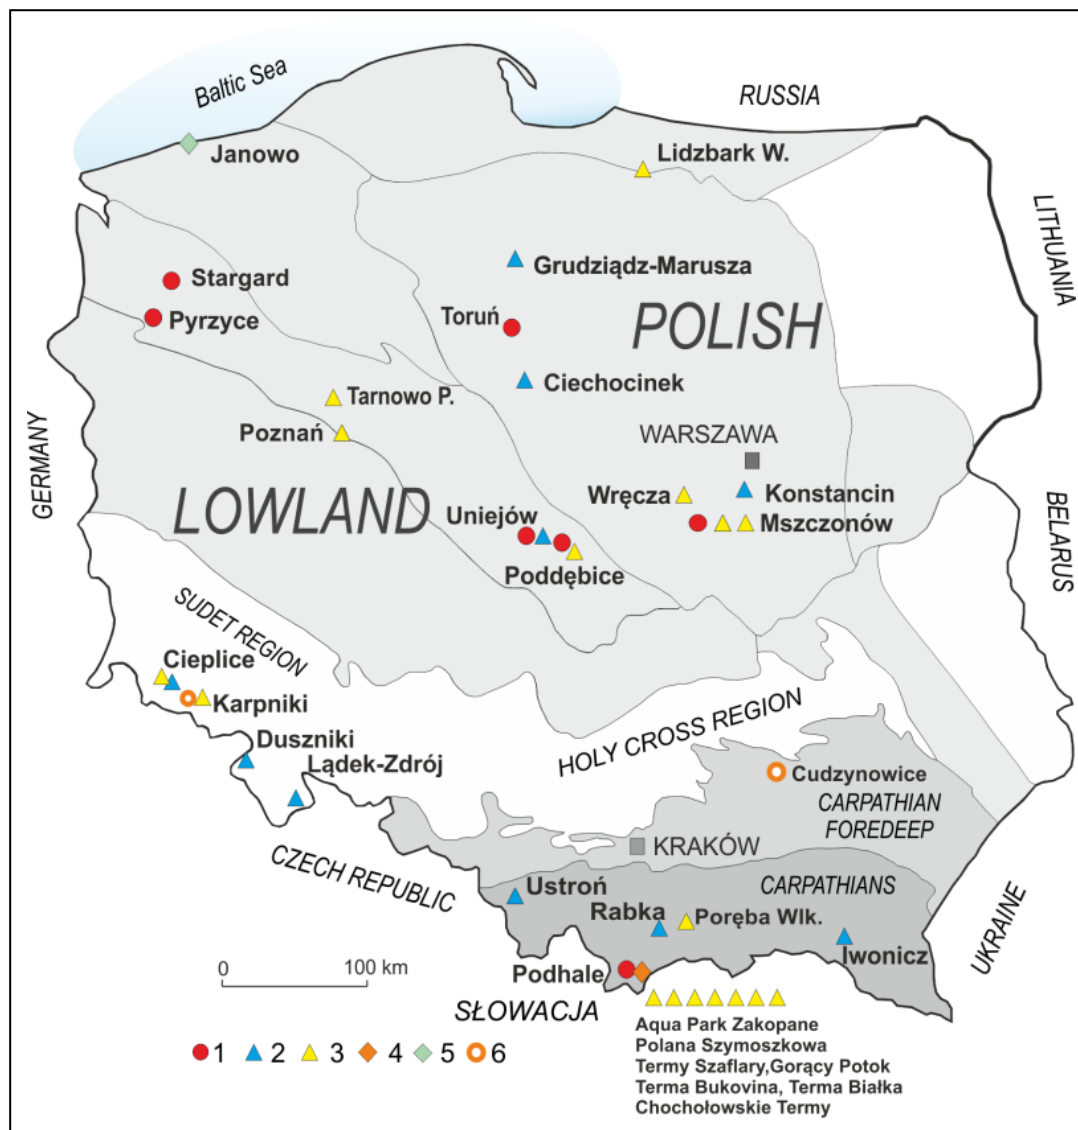 Baltic Sea
RUSSIA
Janowo
Lidzbark W.
LITHUANIA
Grudziądz-Marusza
Stargard
Toruń
POLISH
Pyrzyce
Ciechocinek
Tarnowo P.
Poznań
WARSZAWA
GERMANY
LOWLAND
Wręcza
Konstancin
BELARUS
Uniejów
Mszczonów
Poddębice
SUDET REGION
Cieplice
Karpniki
HOLY CROSS REGION
Duszniki
Lądek-Zdrój
Cudzynowice
CARPATHIAN
FOREDEEP
KRAKÓW
CZECH REPUBLIC
CARPATHIANS
Ustroń
Rabka
Poręba Wlk.
UKRAINE
Iwonicz
Podhale
0 100 km
SŁOWACJA
Aqua Park Zakopane
Polana Szymoszkowa
Termy Szaflary,Gorący Potok
Terma Bukovina, Terma Białka
Chochołowskie Termy
1 2 3 4 5 6